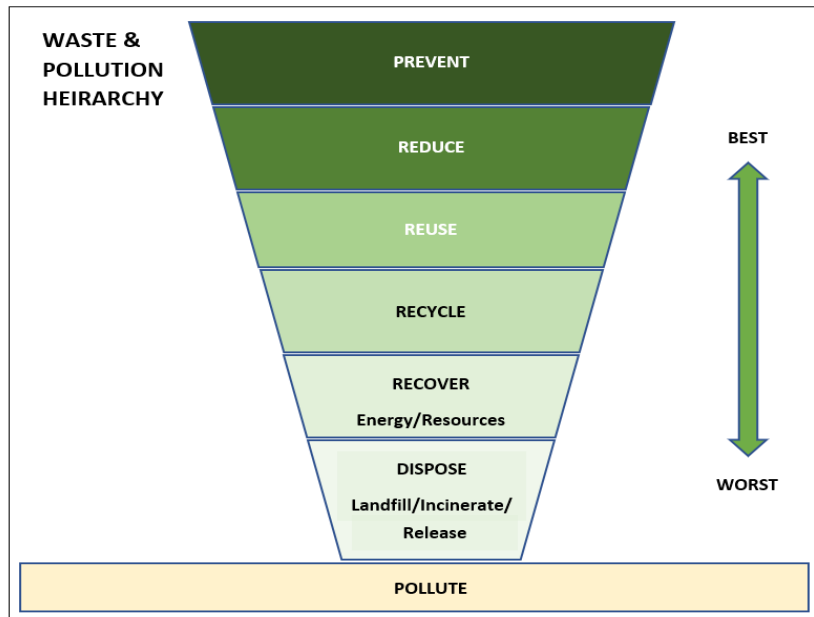 WASTE &
POLLUTION
HEIRARCHY
PREVENT
REDUCE
REUSE
RECYCLE
RECOVER
Energy/Resources
DISPOSE
Landfill/Incinerate/
Release
POLLUTE
BEST
WORST